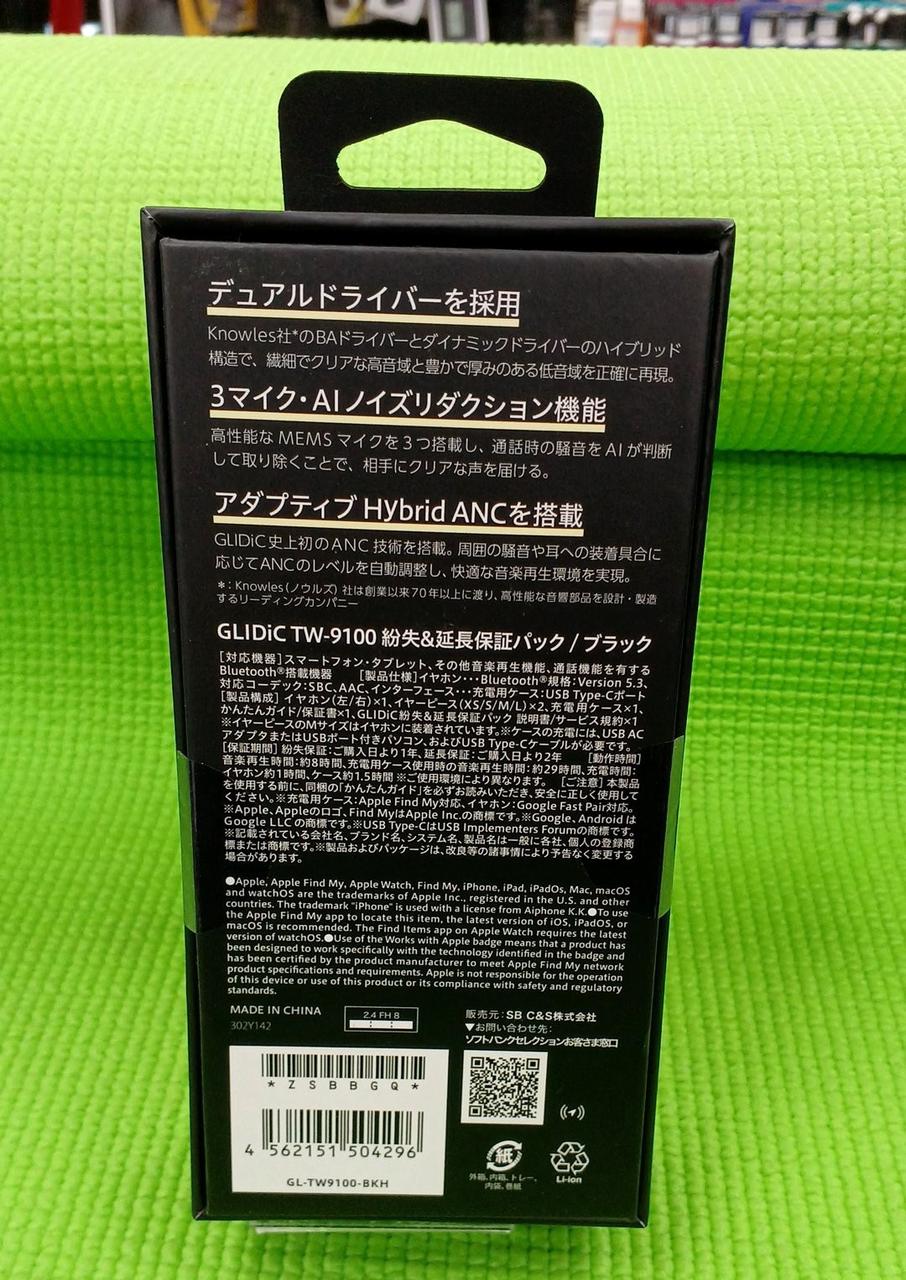 デュアルドライバーを採用
Knowles社*のBAドライバーとダイナミックドライバーのハイブリッド
構造で、繊細でクリアな高音域と豊かで厚みのある低音域を正確に再現。
3マイク・AIノイズリダクション機能
高性能な MEMS マイクを3つ搭載し、通話時の騒音を AI が判断
して取り除くことで、相手にクリアな声を届ける。
アダプティブ Hybrid ANCを搭載
GLIDiC史上初のANC 技術を搭載。周囲の騒音や耳への装着具合に
応じてANCのレベルを自動調整し、快適な音楽再生環境を実現。
*：Knowles（ノウルズ）社は創業以来70年以上に渡り、高性能な音響部品を設計・製造
するリーディングカンパニー
GLIDiC TW-9100 紛失&延長保証パック / ブラック
[対応機器]スマートフォン・タブレット、その他音楽再生機能、通話機能を有する
Bluetooth®搭載機器 [製品仕様]イヤホン･･･Bluetooth®規格：Version 5.3、
対応コーデック：SBC、AAC、インターフェース･･･充電用ケース：USB Type-Cポート
[製品構成] イヤホン(左/右)×1、イヤーピース(XS/S/M/L)×2、充電用ケース×1、
かんたんガイド/保証書×1、GLIDiC紛失&延長保証パック 説明書/サービス規約×1
※イヤーピースのMサイズはイヤホンに装着されています。※ケースの充電には、USB AC
アダプタまたはUSBポート付きパソコン、およびUSB Type-Cケーブルが必要です。
[保証期間] 紛失保証：ご購入日より1年、延長保証：ご購入日より2年 [動作時間]
音楽再生時間：約8時間、充電用ケース使用時の音楽再生時間：約29時間、充電時間：
イヤホン約1時間、ケース約1.5時間 ※ご使用環境により異なります。 [ご注意] 本製品
を使用する前に、同梱の「かんたんガイド」を必ずお読みいただき、安全に正しく使用して
ください。※充電用ケース：Apple Find My対応、イヤホン：Google Fast Pair対応。
※Apple、Appleのロゴ、Find MyはApple Inc.の商標です。※Google、Android は
Google LLC の商標です。※USB Type-CはUSB Implementers Forumの商標です。
※記載されている会社名、ブランド名、システム名、製品名は一般に各社、個人の登録商
標または商標です。※製品およびパッケージは、改良等の諸事情により予告なく変更する
場合があります。
●Apple, Apple Find My, Apple Watch, Find My, iPhone, iPad, iPadOs, Mac, macOS
and watchOS are the trademarks of Apple Inc., registered in the U.S. and other
countries. The trademark "iPhone" is used with a license from Aiphone K.K.●To use
the Apple Find My app to locate this item, the latest version of iOS, iPadOS, or
macOS is recommended. The Find Items app on Apple Watch requires the latest
version of watchOS.●Use of the Works with Apple badge means that a product has
been designed to work specifically with the technology identified in the badge and
has been certified by the product manufacturer to meet Apple Find My network
product specifications and requirements. Apple is not responsible for the operation
of this device or use of this product or its compliance with safety and regulatory
standards.
MADE IN CHINA
302Y142
2.4 FH 8
販売元：SB C&S株式会社
▼お問い合わせ先：
ソフトバンクセレクションお客さま窓口
* Z S B B G Q *
4 562151 504296
GL-TW9100-BKH
紙
外箱、内箱、トレー、
内袋、巻紙
Li-ion